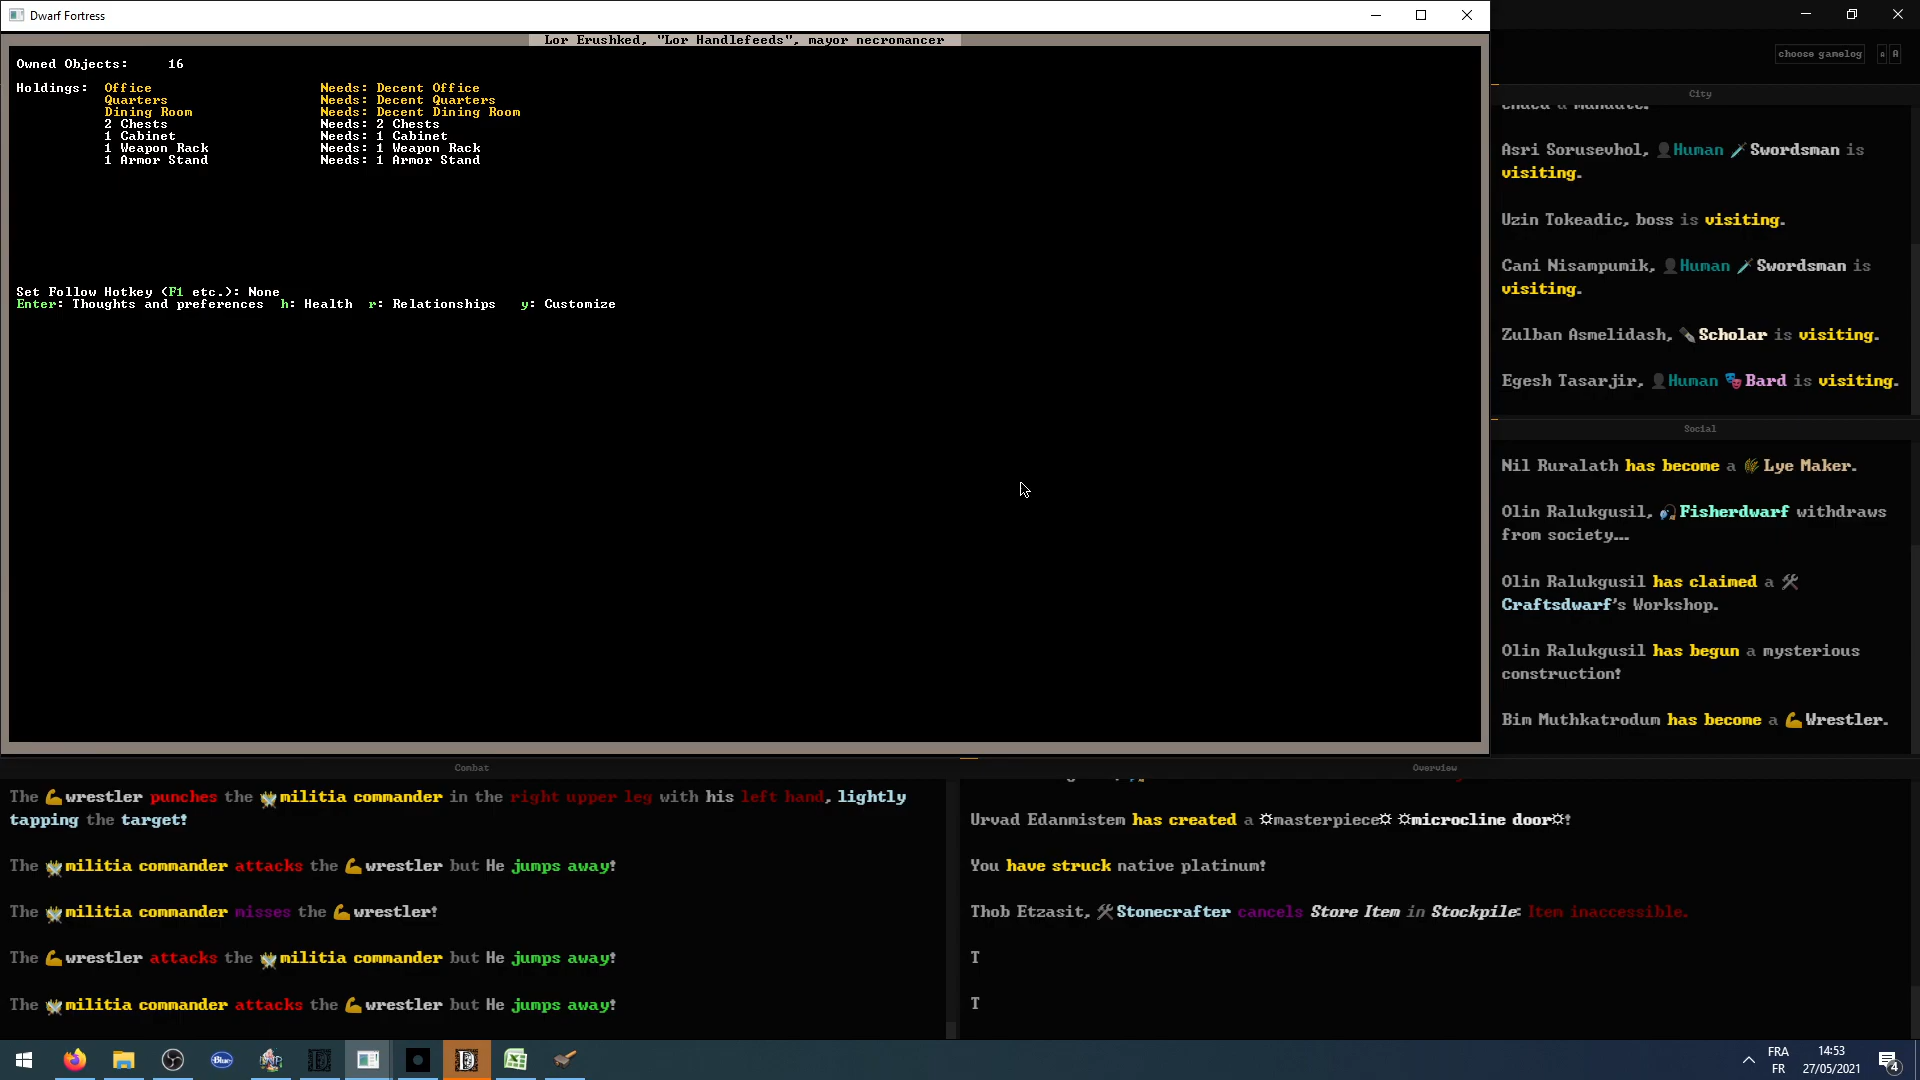 Dwarf Fortress
Lor Erushked, "Lor Handlefeeds", mayor necromancer
Owned Objects: 16
Holdings: Office Needs: Decent Office
Quarters Needs: Decent Quarters
Dining Room Needs: Decent Dining Room
2 Chests Needs: 2 Chests
1 Cabinet Needs: 1 Cabinet
1 Weapon Rack Needs: 1 Weapon Rack
1 Armor Stand Needs: 1 Armor Stand
Set Follow Hotkey (F1 etc.): None
Enter: Thoughts and preferences h: Health r: Relationships y: Customize
choose gamelog A A
City
Asri Sorusevhol, Human Swordsman is
visiting.
Uzin Tokeadic, boss is visiting.
Cani Nisampumik, Human Swordsman is
visiting.
Zulban Asmelidash, Scholar is visiting.
Egesh Tasarjir, Human Bard is visiting.
Social
Nil Ruralath has become a Lye Maker.
Olin Ralukgusil, Fisherdwarf withdraws
from society…
Olin Ralukgusil has claimed a
Craftsdwarf's Workshop.
Olin Ralukgusil has begun a mysterious
construction!
Bim Muthkatrodum has become a Wrestler.
Combat
The wrestler punches the militia commander in the right upper leg with his left hand, lightly
tapping the target!
The militia commander attacks the wrestler but He jumps away!
The militia commander misses the wrestler!
The wrestler attacks the militia commander but He jumps away!
The militia commander attacks the wrestler but He jumps away!
Overview
Urvad Edanmistem has created a ☼masterpiece☼ ☼microcline door☼!
You have struck native platinum!
Thob Etzasit, Stonecrafter cancels Store Item in Stockpile: Item inaccessible.
T
T
Blue
D
FRA
FR
14:53
27/05/2021
4